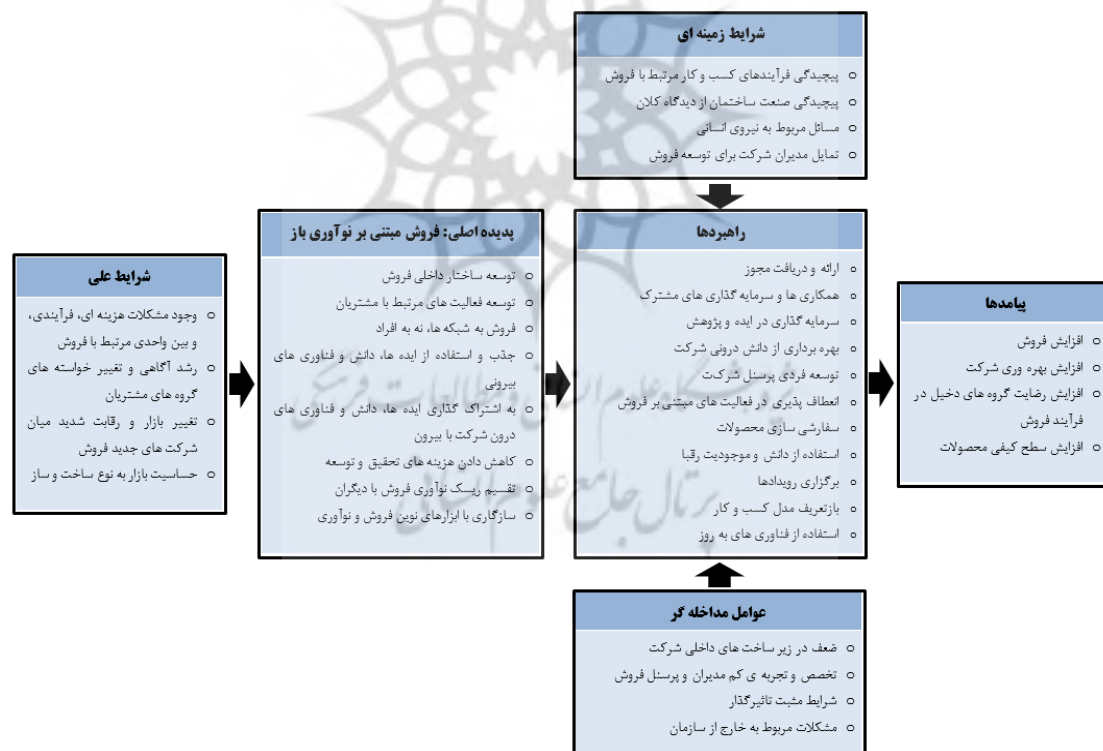 شرایط زمینه ای
پیچیدگی فرآیندهای کسب و کار مرتبط با فروش
پیچیدگی صنعت ساختمان از دیدگاه کلان
مسائل مربوط به نیروی انسانی
تمایل مدیران شرکت برای توسعه فروش
شرایط علی
وجود مشکلات هزینه ای، فرآیندی،
و بین واحدی مرتبط با فروش
رشد آگاهی و تغییر خواسته های
گروه های مشتریان
تغییر بازار و رقابت شدید میان
شرکت های جدید فروش
حساسیت بازار به نوع ساخت و ساز
پدیده اصلی: فروش مبتنی بر نوآوری باز
توسعه ساختار داخلی فروش
توسعه فعالیت های مرتبط با مشتریان
فروش به شبکه ها، نه به افراد
جذب و استفاده از ایده ها، دانش و فناوری های
بیرونی
به اشتراک گذاری ایده ها، دانش و فناوری های
درون شرکت با بیرون
کاهش دادن هزینه های تحقیق و توسعه
تقسیم ریسک نوآوری فروش با دیگران
سازگاری با ابزارهای نوین فروش و نوآوری
راهبردها
ارائه و دریافت مجوز
همکاری ها و سرمایه گذاری های مشترک
سرمایه گذاری در ایده و پژوهش
بهره برداری از دانش درونی شرکت
توسعه فردی پرسنل شرکت
انعطاف پذیری در فعالیت های مبتنی بر فروش
سفارشی سازی محصولات
استفاده از دانش و موجودیت رقبا
برگزاری رویدادها
بازتعریف مدل کسب و کار
استفاده از فناوری های به روز
پیامدها
افزایش فروش
افزایش بهره وری شرکت
افزایش رضایت گروه های دخیل در
فرآیند فروش
افزایش سطح کیفی محصولات
عوامل مداخله گر
ضعف در زیر ساخت های داخلی شرکت
تخصص و تجربه ی کم مدیران و پرسنل فروش
شرایط مثبت تاثیرگذار
مشکلات مربوط به خارج از سازمان
پژوهشگاه علوم انسانی و مطالعات فرهنگی
پرتال جامع علوم انسانی